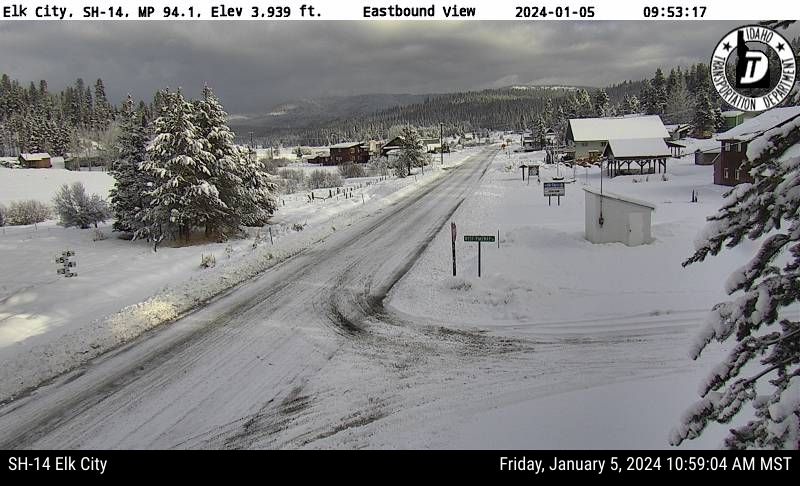 Elk City, SH-14, MP 94.1, Elev 3,939 ft. Eastbound View 2024-01-05 09:53:17
IDAHO
TRANSPORTATION DEPARTMENT
SH-14 Elk City Friday, January 5, 2024 10:59:04 AM MST